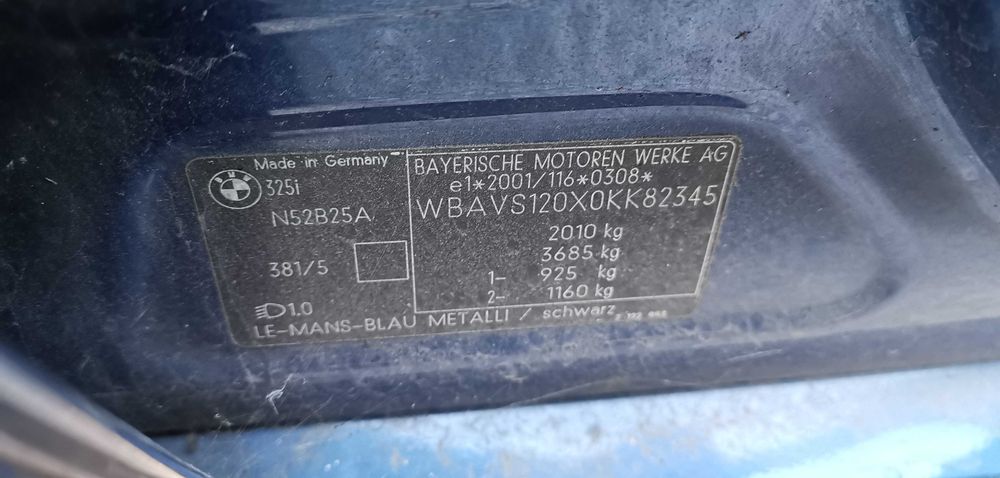 Made in Germany
325i
N52B25A
381/5
1.0
BAYERISCHE MOTOREN WERKE AG
e1*2001/116*0308*
WBAVS120X0KK82345
2010 kg
3685 kg
1- 925 kg
2- 1160 kg
LE-MANS-BLAU METALLI / schwarz